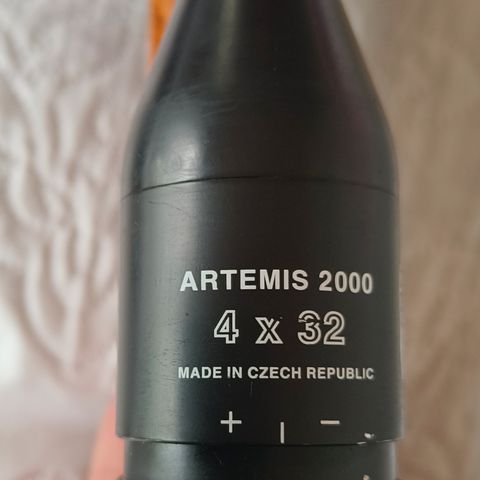 ARTEMIS 2000
4 x 32
MADE IN CZECH REPUBLIC
+ | −